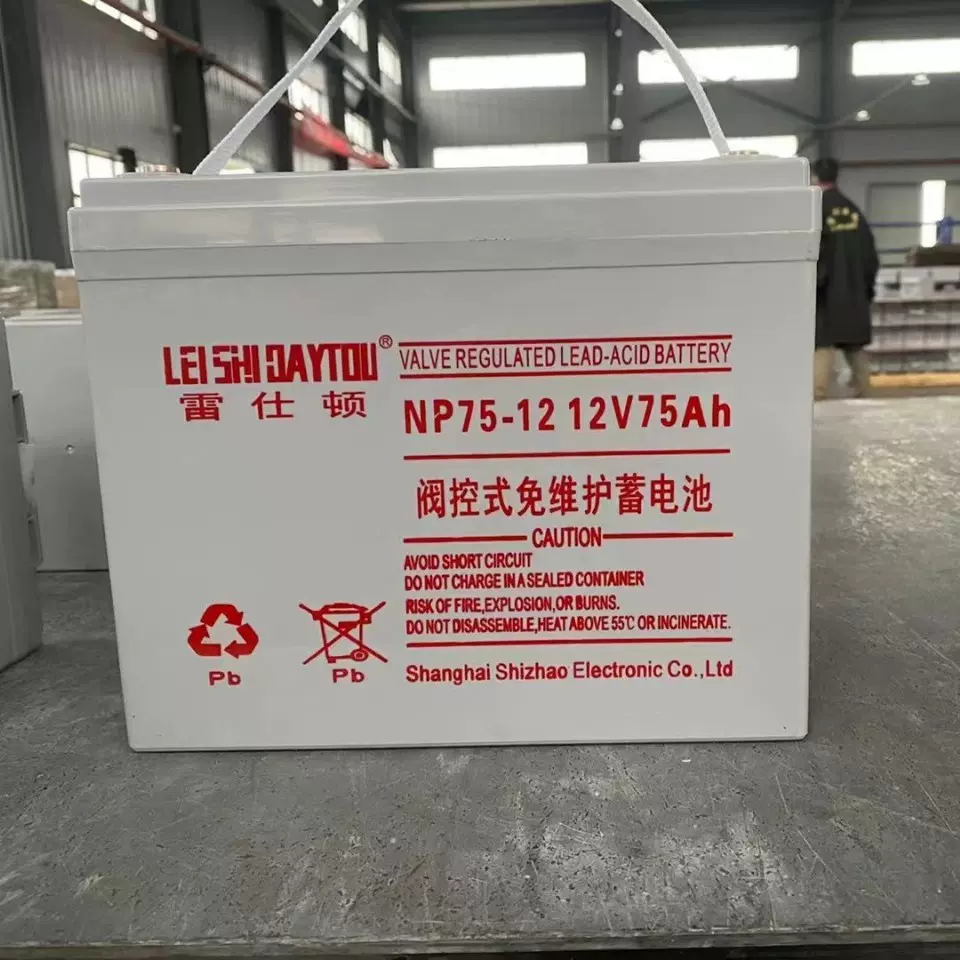 LEI SHI DAYTOU®
雷仕顿
VALVE REGULATED LEAD-ACID BATTERY
NP75-12 12V75Ah
阀控式免维护蓄电池
CAUTION
AVOID SHORT CIRCUIT
DO NOT CHARGE IN A SEALED CONTAINER
RISK OF FIRE,EXPLOSION,OR BURNS.
DO NOT DISASSEMBLE,HEAT ABOVE 55℃ OR INCINERATE.
Pb
Pb
Shanghai Shizhao Electronic Co.,Ltd